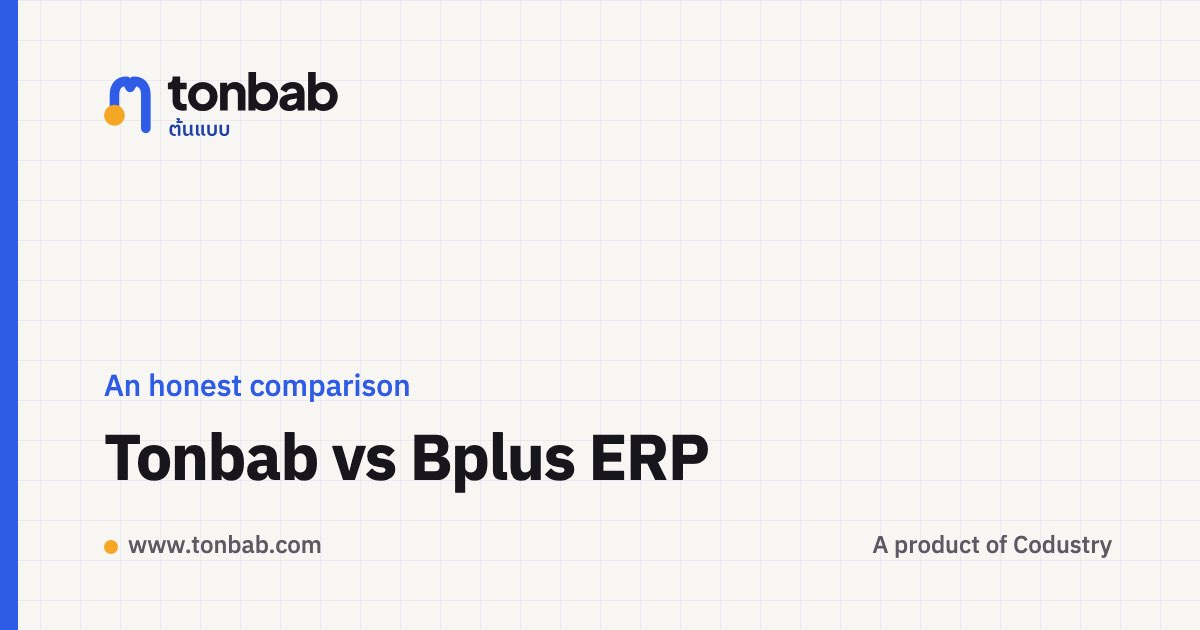 tonbab
ต้นแบบ
An honest comparison
Tonbab vs Bplus ERP
www.tonbab.com
A product of Codustry